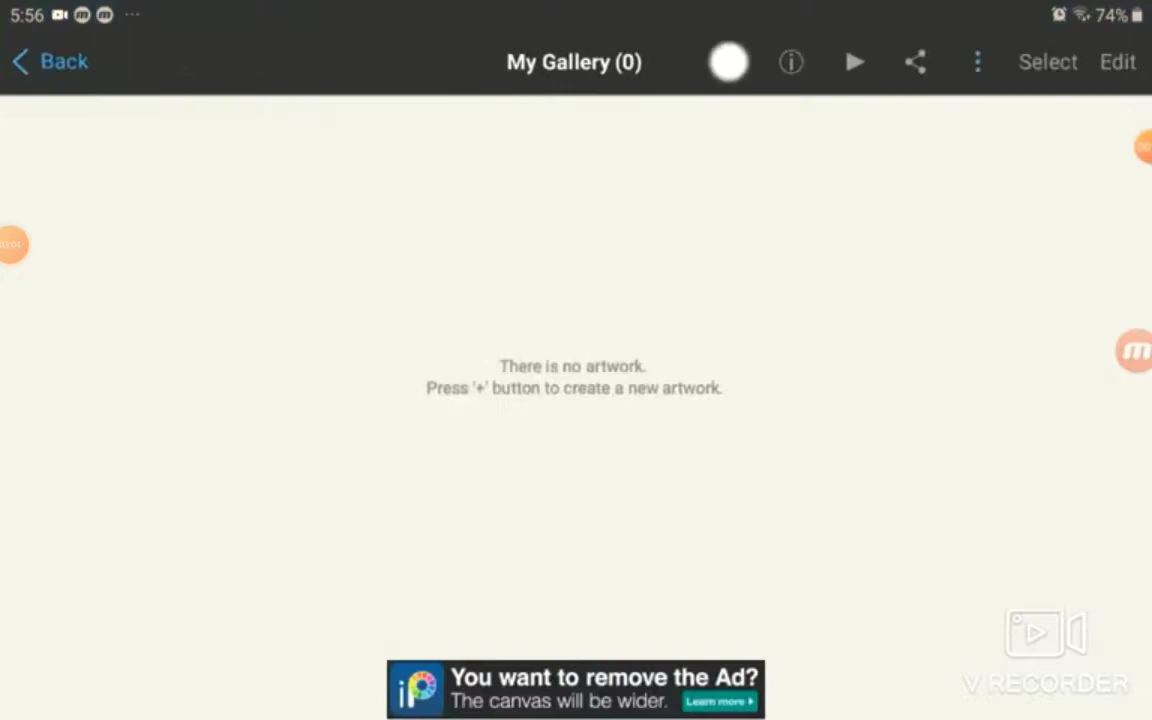 5:56
74%
Back
My Gallery (0)
Select
Edit
There is no artwork.
Press '+' button to create a new artwork.
iP
You want to remove the Ad?
The canvas will be wider.
Learn more
V RECORDER